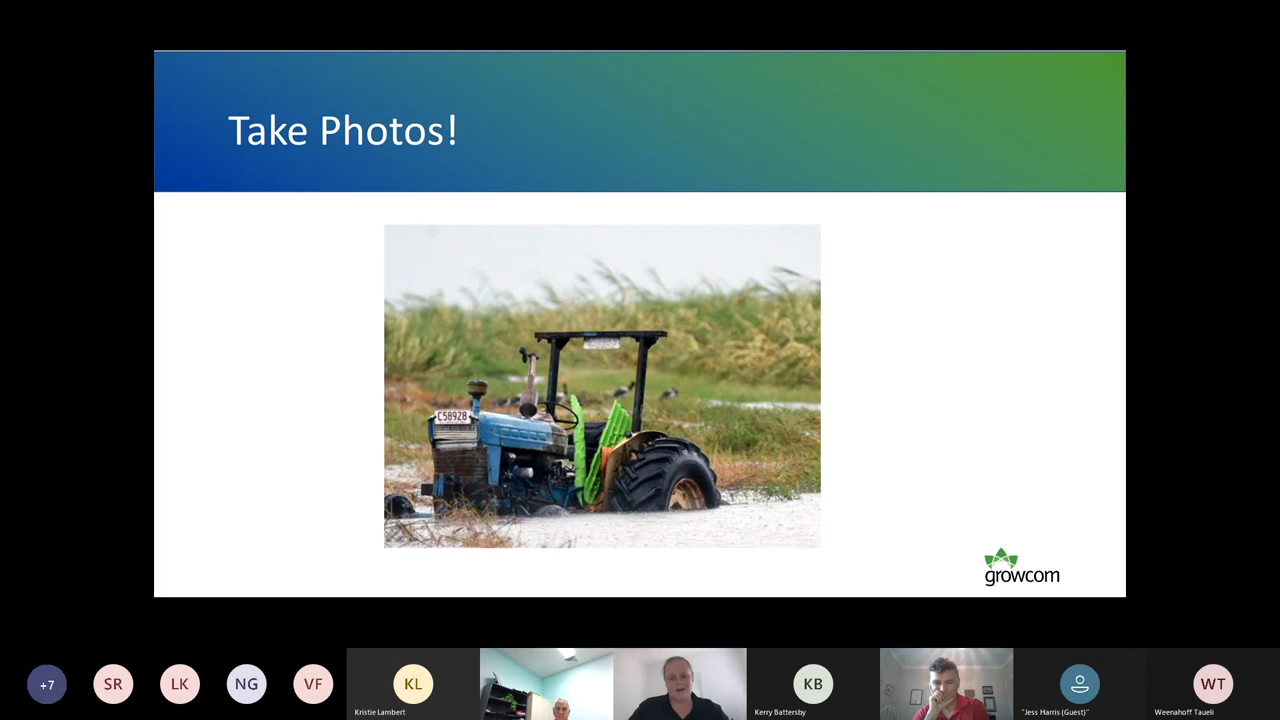 Take Photos!
C58928
growcom
+7
SR
LK
NG
VF
KL
Kristie Lambert
KB
Kerry Battersby
"Jess Harris (Guest)"
WT
Weenahoff Taueli